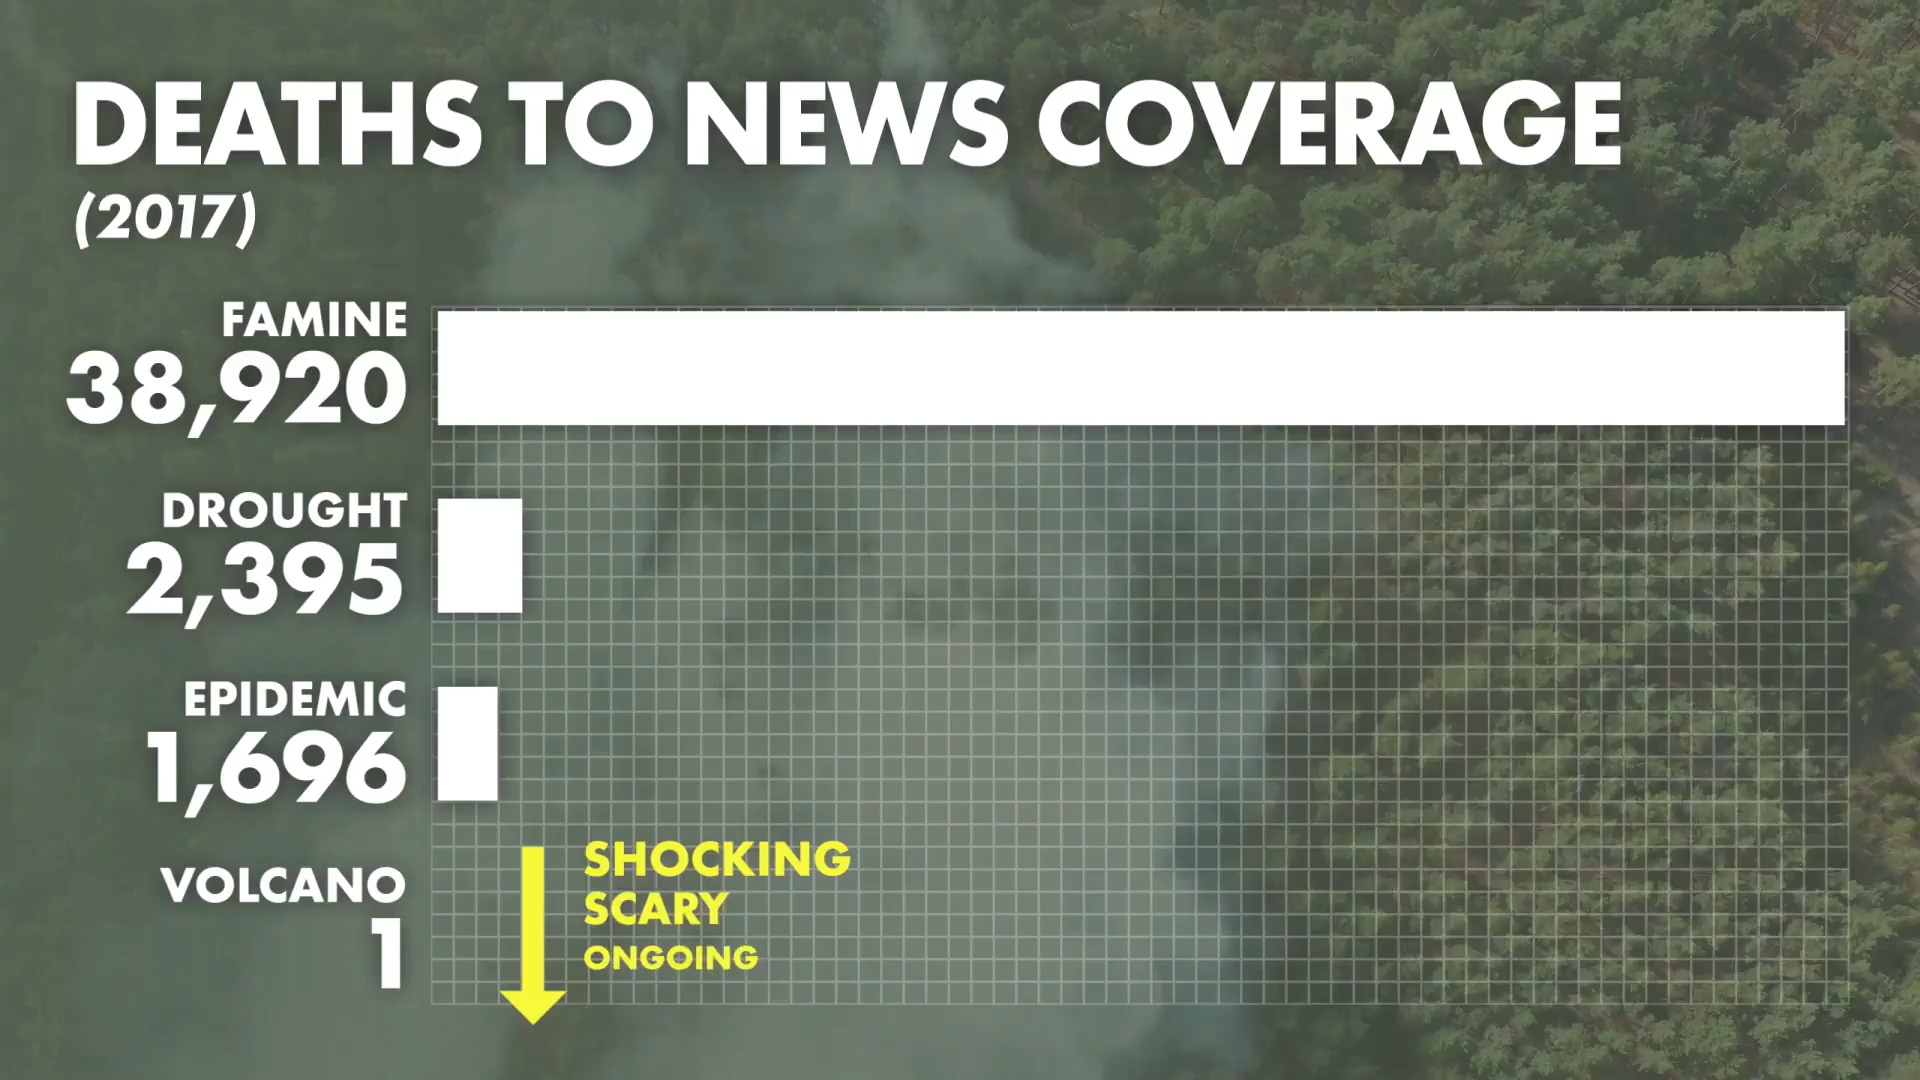 DEATHS TO NEWS COVERAGE
(2017)
FAMINE
38,920
DROUGHT
2,395
EPIDEMIC
1,696
VOLCANO
1
SHOCKING
SCARY
ONGOING